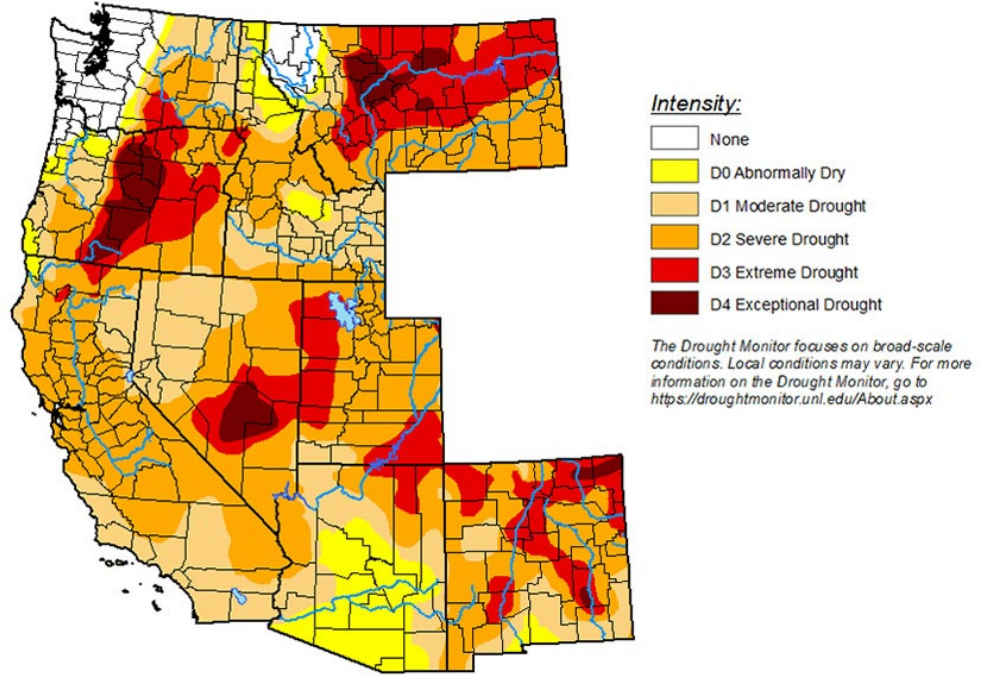 Intensity:
None
D0 Abnormally Dry
D1 Moderate Drought
D2 Severe Drought
D3 Extreme Drought
D4 Exceptional Drought
The Drought Monitor focuses on broad-scale
conditions. Local conditions may vary. For more
information on the Drought Monitor, go to
https://droughtmonitor.unl.edu/About.aspx